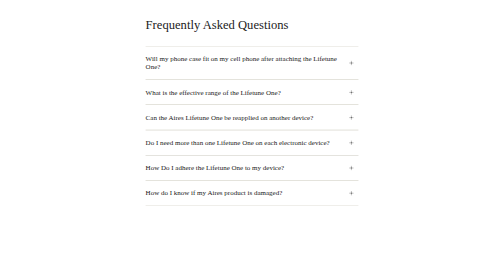 Frequently Asked Questions
Will my phone case fit on my cell phone after attaching the Lifetune
One?
+
What is the effective range of the Lifetune One?
+
Can the Aires Lifetune One be reapplied on another device?
+
Do I need more than one Lifetune One on each electronic device?
+
How Do I adhere the Lifetune One to my device?
+
How do I know if my Aires product is damaged?
+